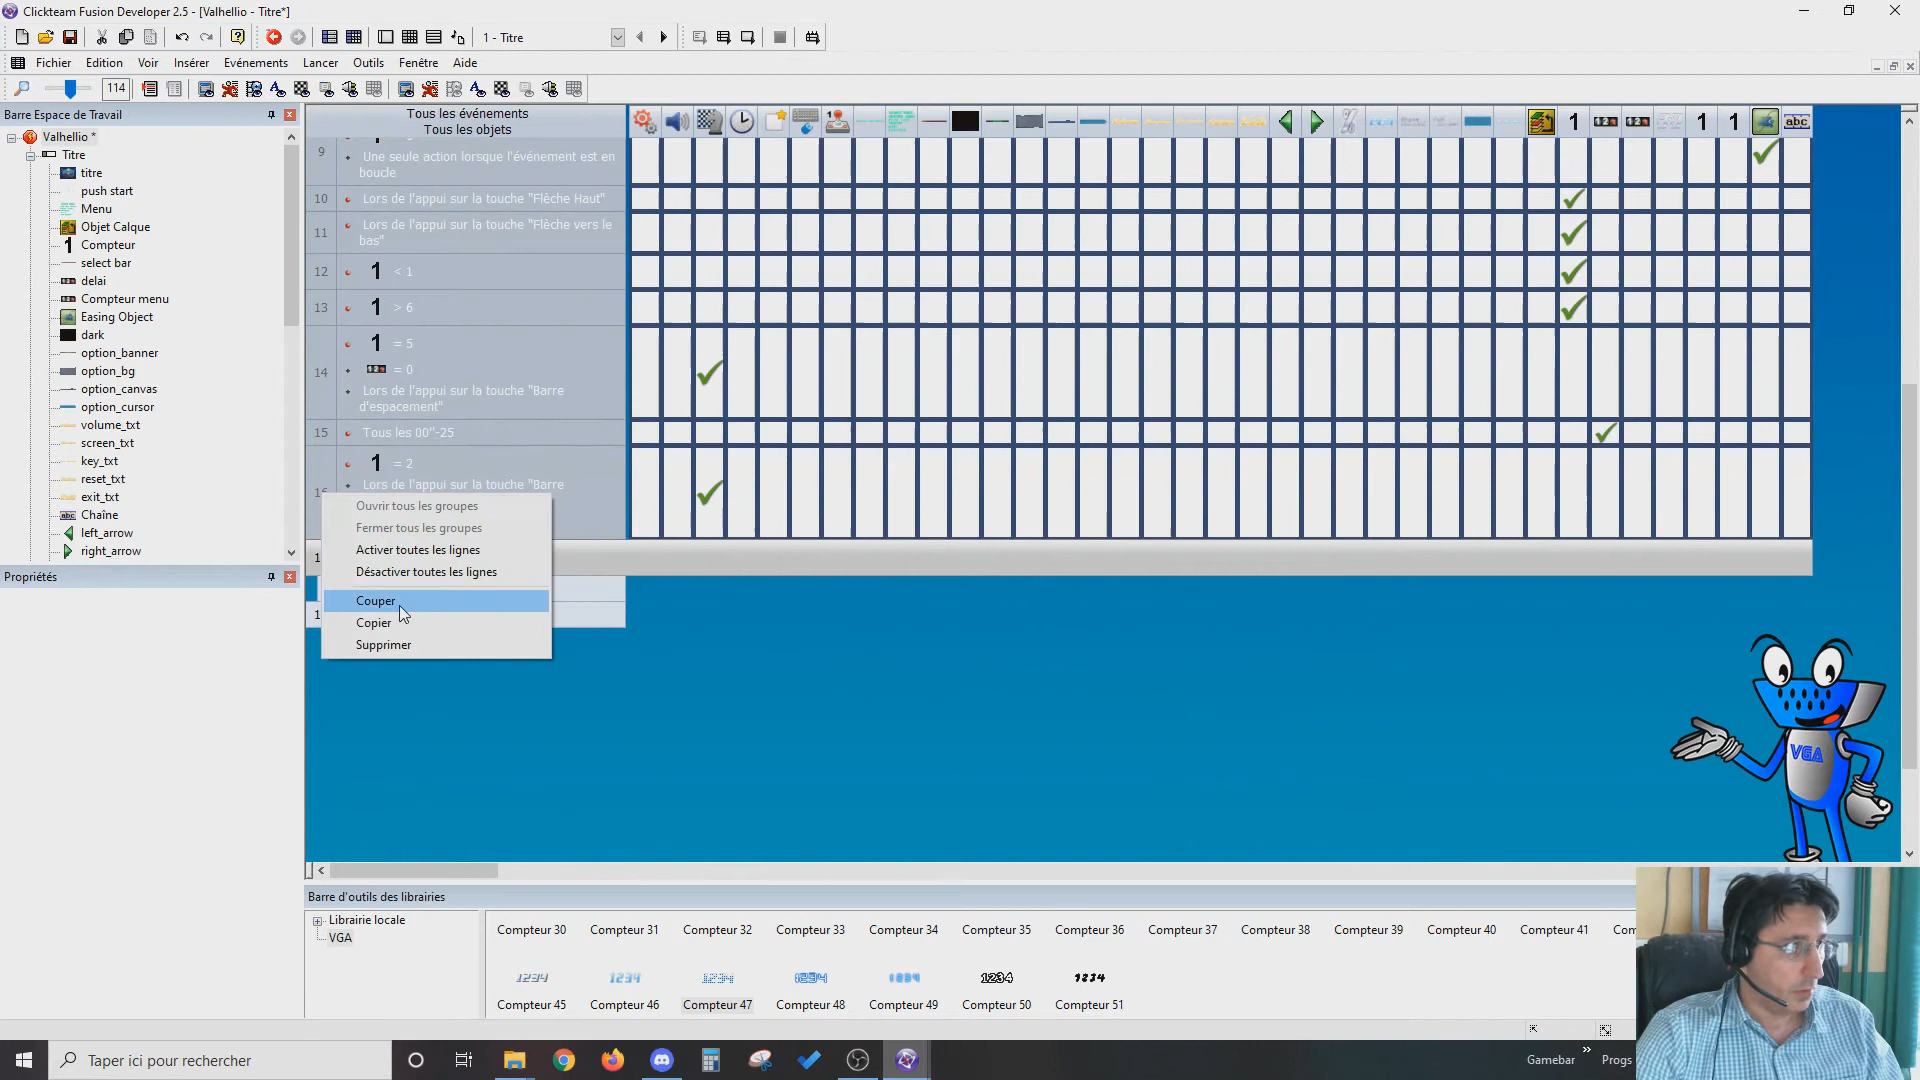 Clickteam Fusion Developer 2.5 - [Valhellio - Titre*]
1 - Titre
Fichier Edition Voir Insérer Evénements Lancer Outils Fenêtre Aide
114
Barre Espace de Travail
Valhellio *
Titre
titre
push start
Menu
Objet Calque
Compteur
select bar
delai
Compteur menu
Easing Object
dark
option_banner
option_bg
option_canvas
option_cursor
volume_txt
screen_txt
key_txt
reset_txt
exit_txt
Chaîne
left_arrow
right_arrow
Propriétés
Tous les événements
Tous les objets
9
Une seule action lorsque l'événement est en
boucle
10 Lors de l'appui sur la touche "Flèche Haut"
11 Lors de l'appui sur la touche "Flèche vers le
bas"
12 1 < 1
13 1 > 6
1 = 5
14 = 0
Lors de l'appui sur la touche "Barre
d'espacement"
15 Tous les 00"-25
1 = 2
Lors de l'appui sur la touche "Barre
Ouvrir tous les groupes
Fermer tous les groupes
Activer toutes les lignes
Désactiver toutes les lignes
Couper
Copier
Supprimer
VGA
Barre d'outils des librairies
Librairie locale
VGA
Compteur 30 Compteur 31 Compteur 32 Compteur 33 Compteur 34 Compteur 35 Compteur 36 Compteur 37 Compteur 38 Compteur 39 Compteur 40 Compteur 41 Com
1234 1234 1234 1234 1234 1234 1234
Compteur 45 Compteur 46 Compteur 47 Compteur 48 Compteur 49 Compteur 50 Compteur 51
Taper ici pour rechercher
Gamebar » Progs